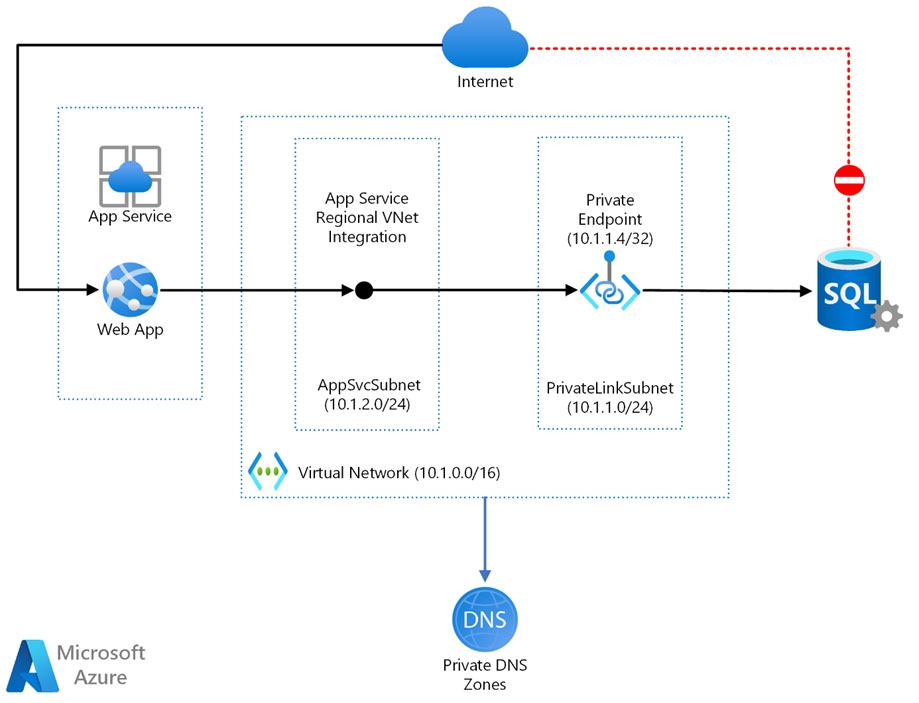 Internet
App Service
Web App
App Service
Regional VNet
Integration
AppSvcSubnet
(10.1.2.0/24)
Private
Endpoint
(10.1.1.4/32)
PrivateLinkSubnet
(10.1.1.0/24)
SQL
Virtual Network (10.1.0.0/16)
DNS
Private DNS
Zones
Microsoft
Azure